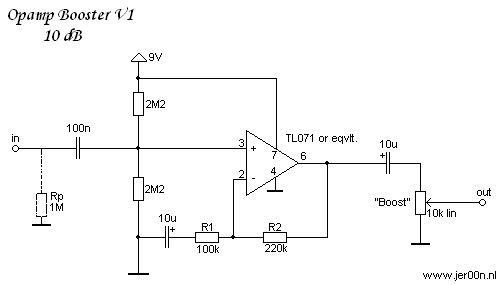 Opamp Booster V1
10 dB
9V
2M2
TL071 or eqvlt.
in
100n
3
+
7
6
10u
4
2
-
2M2
Rp
1M
10u
+
R1
100k
R2
220k
+
"Boost"
10k lin
out
www.jer00n.nl